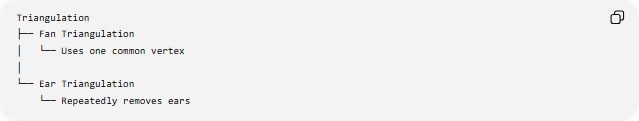 Triangulation
├── Fan Triangulation
│   └── Uses one common vertex
│
└── Ear Triangulation
    └── Repeatedly removes ears